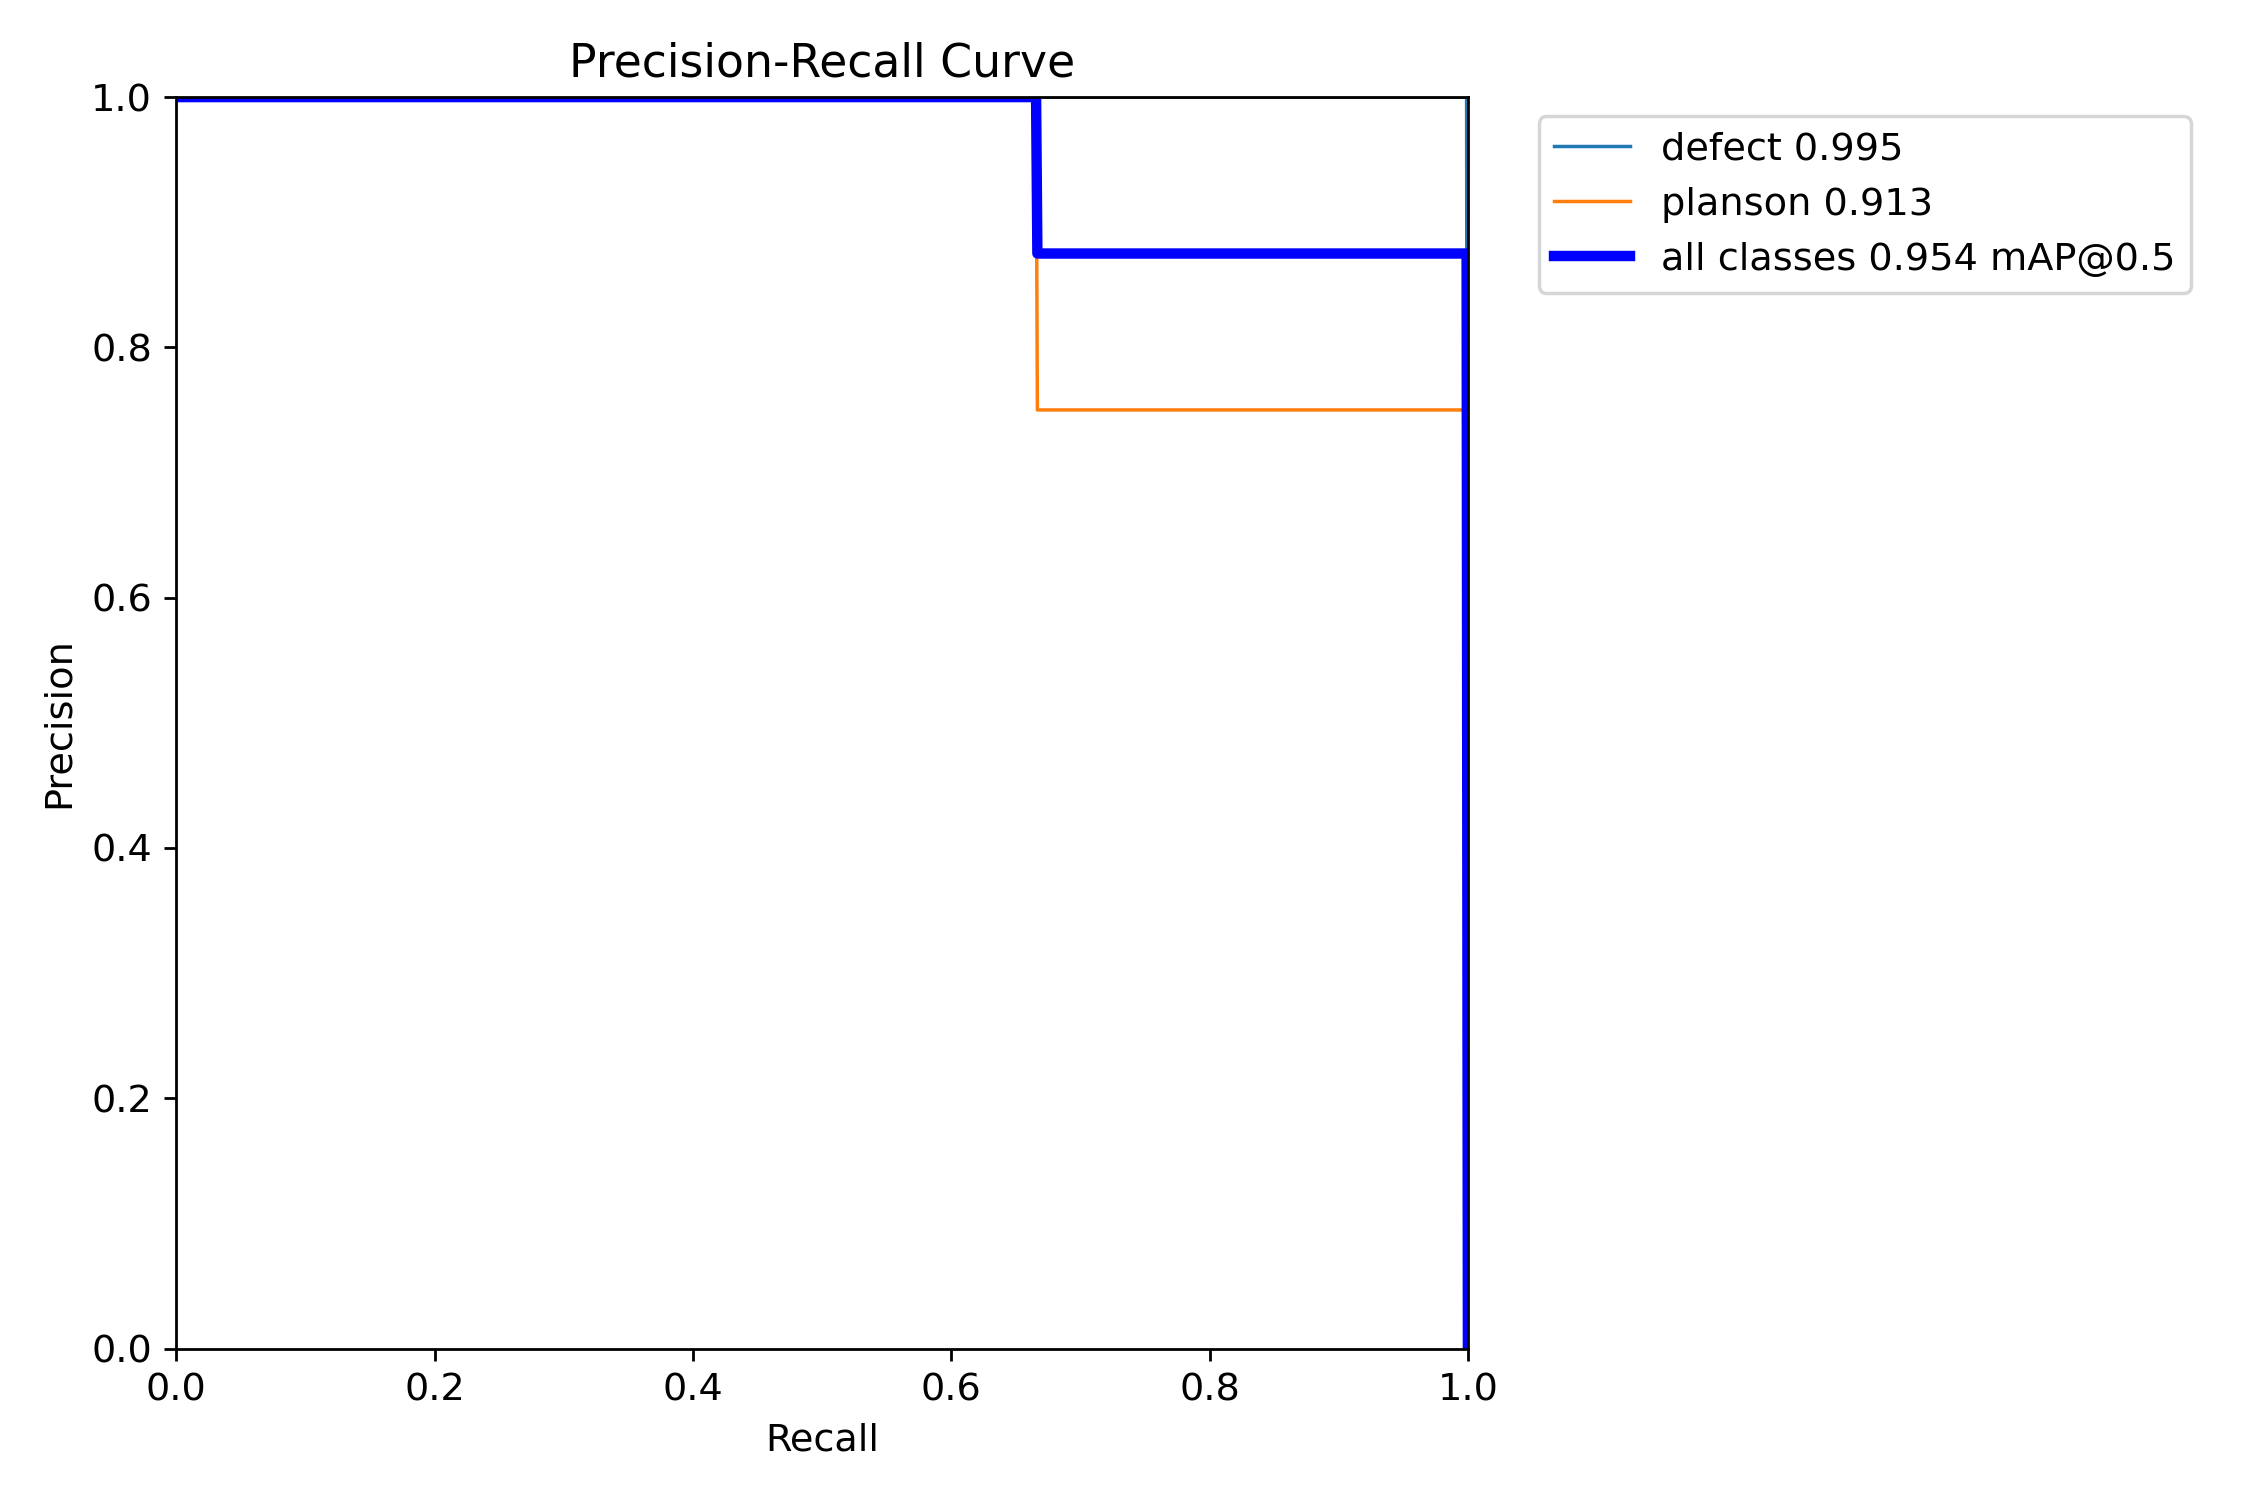 Precision-Recall Curve
1.0
0.8
0.6
0.4
0.2
0.0
Precision
0.0 0.2 0.4 0.6 0.8 1.0
Recall
defect 0.995
planson 0.913
all classes 0.954 mAP@0.5